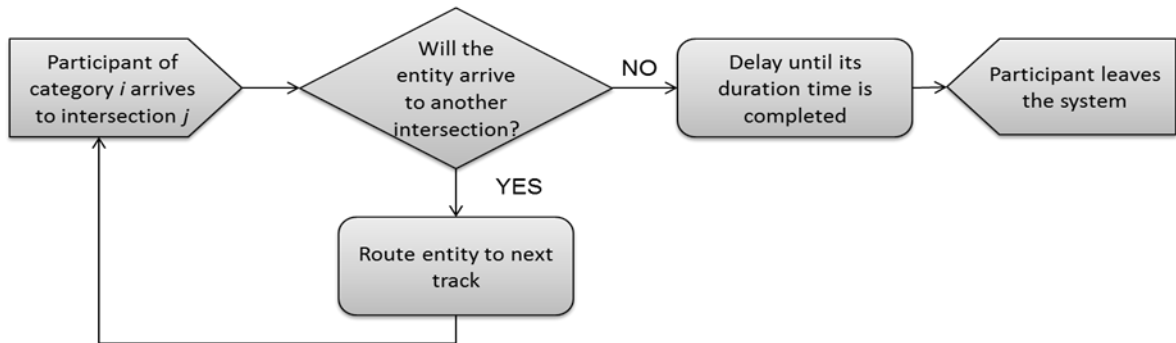 Participant of
category i arrives
to intersection j
Will the
entity arrive
to another
intersection?
NO
Delay until its
duration time is
completed
Participant leaves
the system
YES
Route entity to next
track